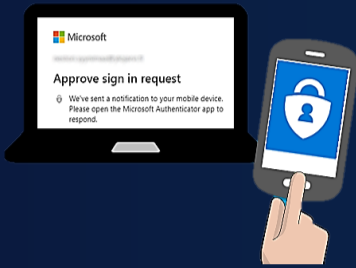 Microsoft
Approve sign in request
We've sent a notification to your mobile device.
Please open the Microsoft Authenticator app to
respond.